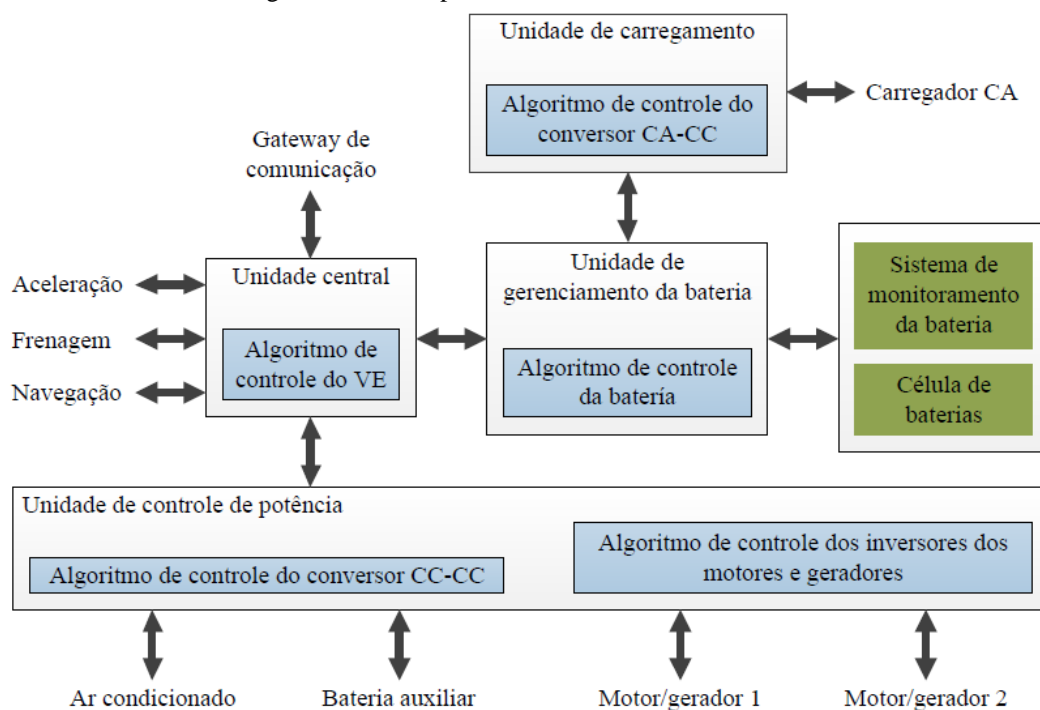 Unidade de carregamento
Algoritmo de controle do
conversor CA-CC
Carregador CA
Gateway de
comunicação
Aceleração
Frenagem
Navegação
Unidade central
Algoritmo de
controle do VE
Unidade de
gerenciamento da bateria
Algoritmo de controle
da batería
Sistema de
monitoramento
da bateria
Célula de
baterias
Unidade de controle de potência
Algoritmo de controle do conversor CC-CC
Algoritmo de controle dos inversores dos
motores e geradores
Ar condicionado
Bateria auxiliar
Motor/gerador 1
Motor/gerador 2